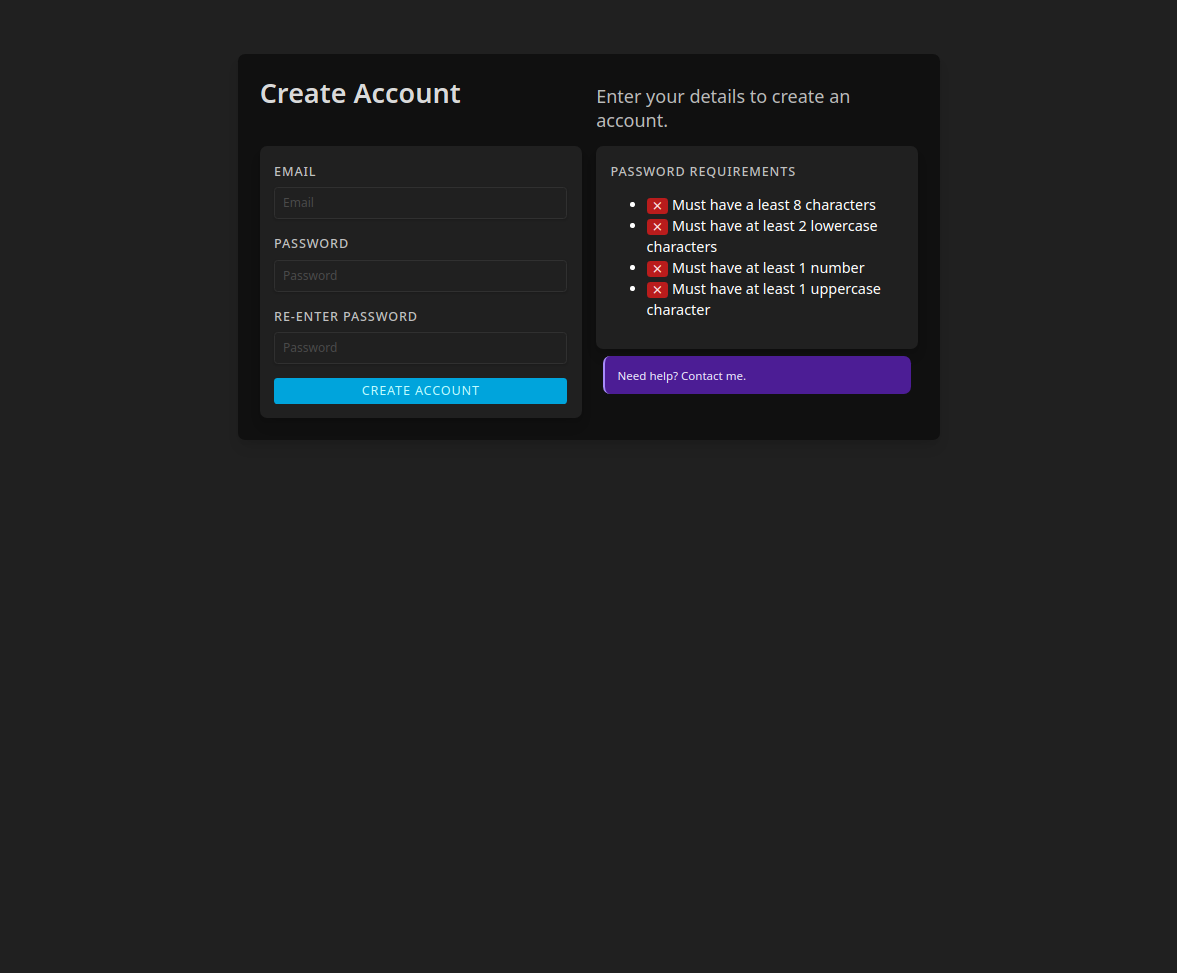 Create Account
Enter your details to create an
account.
EMAIL
Email
PASSWORD
Password
RE-ENTER PASSWORD
Password
CREATE ACCOUNT
PASSWORD REQUIREMENTS
Must have a least 8 characters
Must have at least 2 lowercase
characters
Must have at least 1 number
Must have at least 1 uppercase
character
Need help? Contact me.